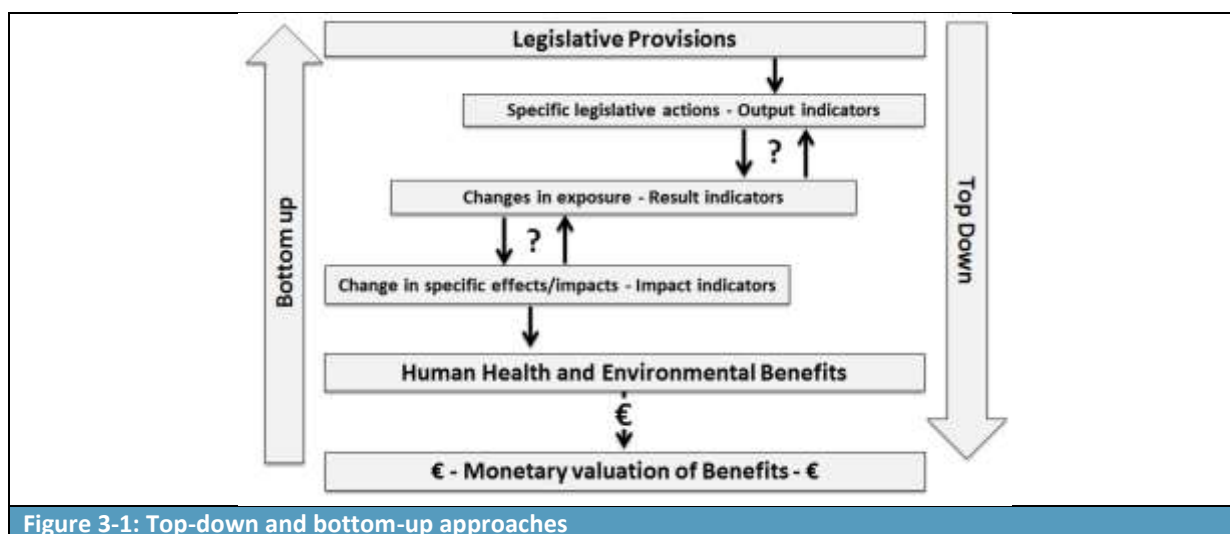 Legislative Provisions
Specific legislative actions - Output indicators
?
Changes in exposure - Result indicators
?
Change in specific effects/impacts - Impact indicators
Human Health and Environmental Benefits
€
€ - Monetary valuation of Benefits - €
Bottom up
Top Down
Figure 3-1: Top-down and bottom-up approaches